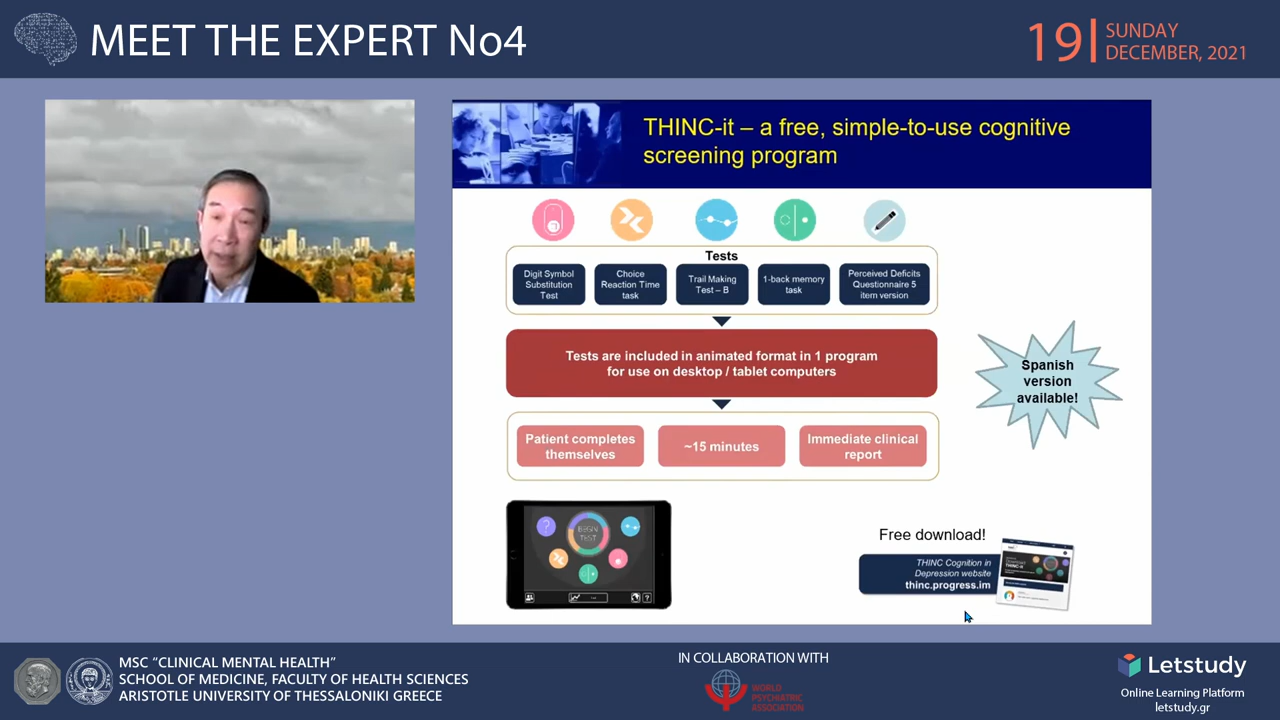 MEET THE EXPERT No4
19
SUNDAY
DECEMBER, 2021
THINC-it – a free, simple-to-use cognitive
screening program
Tests
Digit Symbol
Substitution
Test
Choice
Reaction Time
task
Trail Making
Test – B
1-back memory
task
Perceived Deficits
Questionnaire 5
item version
Tests are included in animated format in 1 program
for use on desktop / tablet computers
Spanish
version
available!
Patient completes
themselves
~15 minutes
Immediate clinical
report
BEGIN
TEST
?
?
Free download!
THINC Cognition in
Depression website
thinc.progress.im
MSC “CLINICAL MENTAL HEALTH”
SCHOOL OF MEDICINE, FACULTY OF HEALTH SCIENCES
ARISTOTLE UNIVERSITY OF THESSALONIKI GREECE
IN COLLABORATION WITH
WORLD
PSYCHIATRIC
ASSOCIATION
Letstudy
Online Learning Platform
letstudy.gr